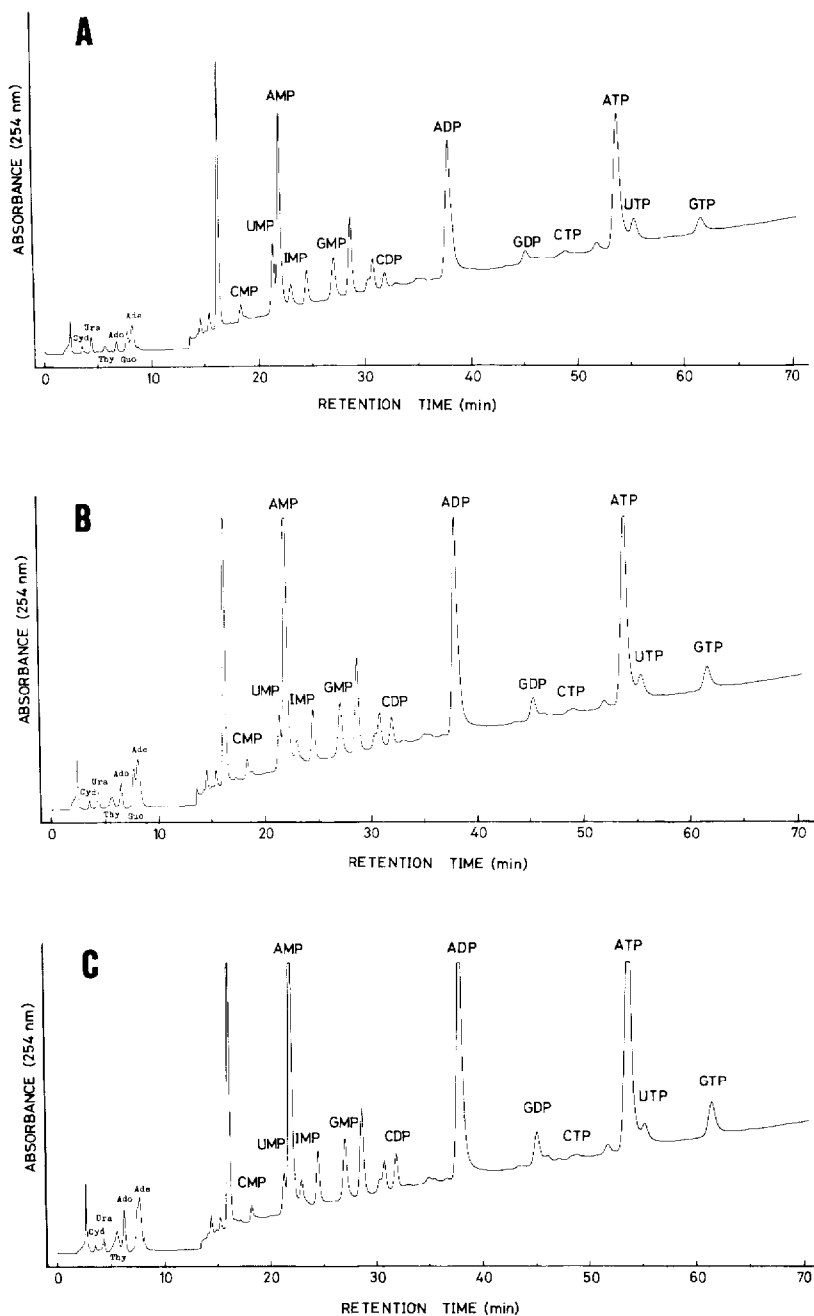 A
ABSORBANCE (254 nm)
AMP
ADP
ATP
UMP
IMP
GMP
CMP
CDP
GDP
CTP
UTP
GTP
Ura
Ade
Cyd
Ado
Thy Guo
0 10 20 30 40 50 60 70
RETENTION TIME (min)
B
ABSORBANCE (254 nm)
AMP
ADP
ATP
UMP
IMP
GMP
CMP
CDP
GDP
CTP
UTP
GTP
Ade
Ura
Ado
Cyd
Thy Guo
0 10 20 30 40 50 60 70
RETENTION TIME (min)
C
ABSORBANCE (254 nm)
AMP
ADP
ATP
UMP
IMP
GMP
CMP
CDP
GDP
CTP
UTP
GTP
Ade
Ado
Ura
Cyd
Thy
0 10 20 30 40 50 60 70
RETENTION TIME (min)